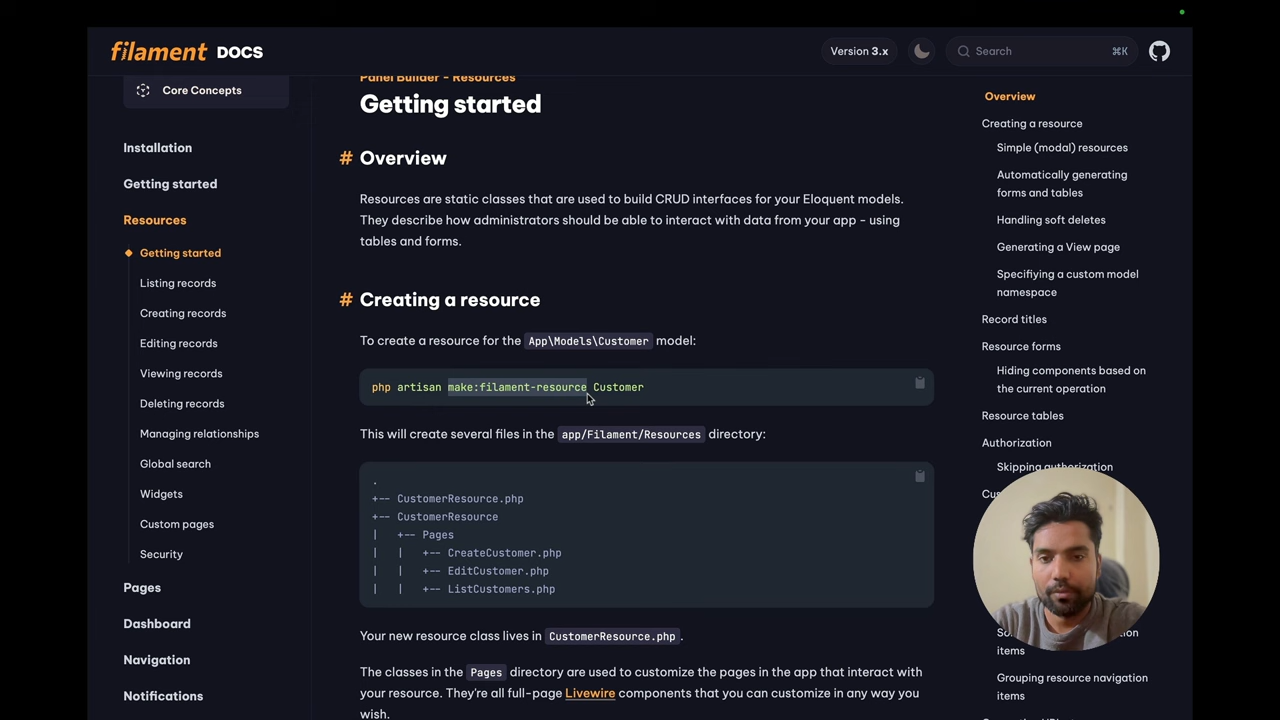 filament DOCS
Version 3.x
Search
⌘K
Core Concepts
Installation
Getting started
Resources
Getting started
Listing records
Creating records
Editing records
Viewing records
Deleting records
Managing relationships
Global search
Widgets
Custom pages
Security
Pages
Dashboard
Navigation
Notifications
Panel Builder - Resources
Getting started
# Overview
Resources are static classes that are used to build CRUD interfaces for your Eloquent models.
They describe how administrators should be able to interact with data from your app - using
tables and forms.
# Creating a resource
To create a resource for the App\Models\Customer model:
php artisan make:filament-resource Customer
This will create several files in the app/Filament/Resources directory:
.
+-- CustomerResource.php
+-- CustomerResource
|   +-- Pages
|   |   +-- CreateCustomer.php
|   |   +-- EditCustomer.php
|   |   +-- ListCustomers.php
Your new resource class lives in CustomerResource.php.
The classes in the Pages directory are used to customize the pages in the app that interact with
your resource. They're all full-page Livewire components that you can customize in any way you
wish.
Overview
Creating a resource
Simple (modal) resources
Automatically generating
forms and tables
Handling soft deletes
Generating a View page
Specifiying a custom model
namespace
Record titles
Resource forms
Hiding components based on
the current operation
Resource tables
Authorization
Skipping authorization
items
Grouping resource navigation
items